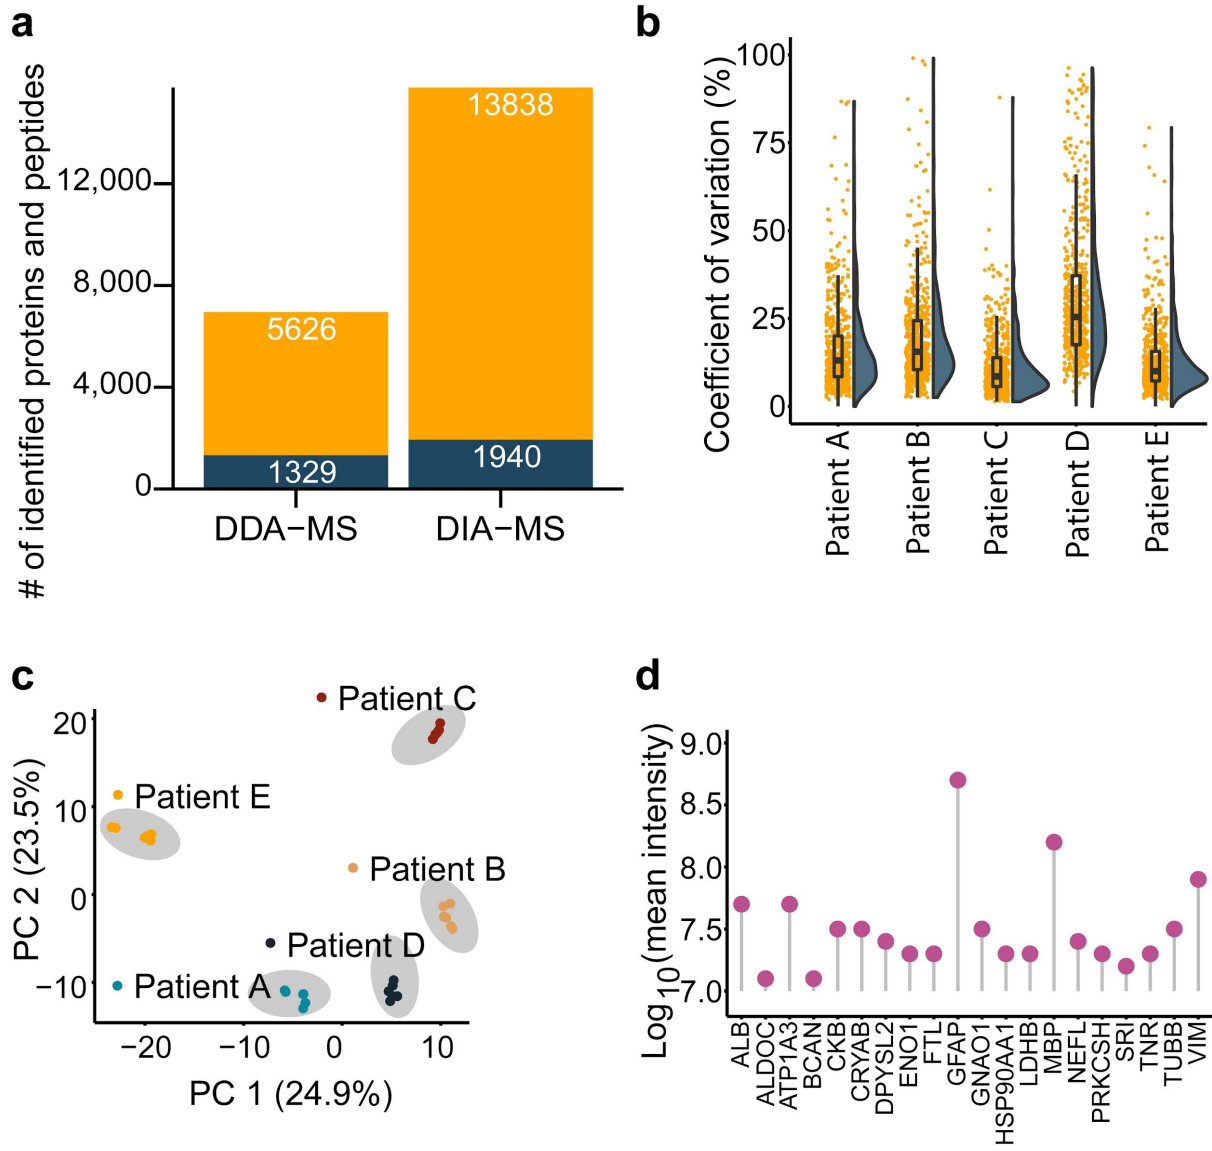 a
# of identified proteins and peptides
12,000
8,000
4,000
0
13838
5626
1940
1329
DDA−MS
DIA−MS
b
Coefficient of variation (%)
100
75
50
25
0
Patient A
Patient B
Patient C
Patient D
Patient E
c
PC 2 (23.5%)
20
10
0
−10
Patient C
Patient E
Patient B
Patient D
Patient A
−20
−10
0
10
PC 1 (24.9%)
d
Log10(mean intensity)
9.0
8.5
8.0
7.5
7.0
ALB
ALDOC
ATP1A3
BCAN
CKB
CRYAB
DPYSL2
ENO1
FTL
GFAP
GNAO1
HSP90AA1
LDHB
MBP
NEFL
PRKCSH
SRI
TNR
TUBB
VIM